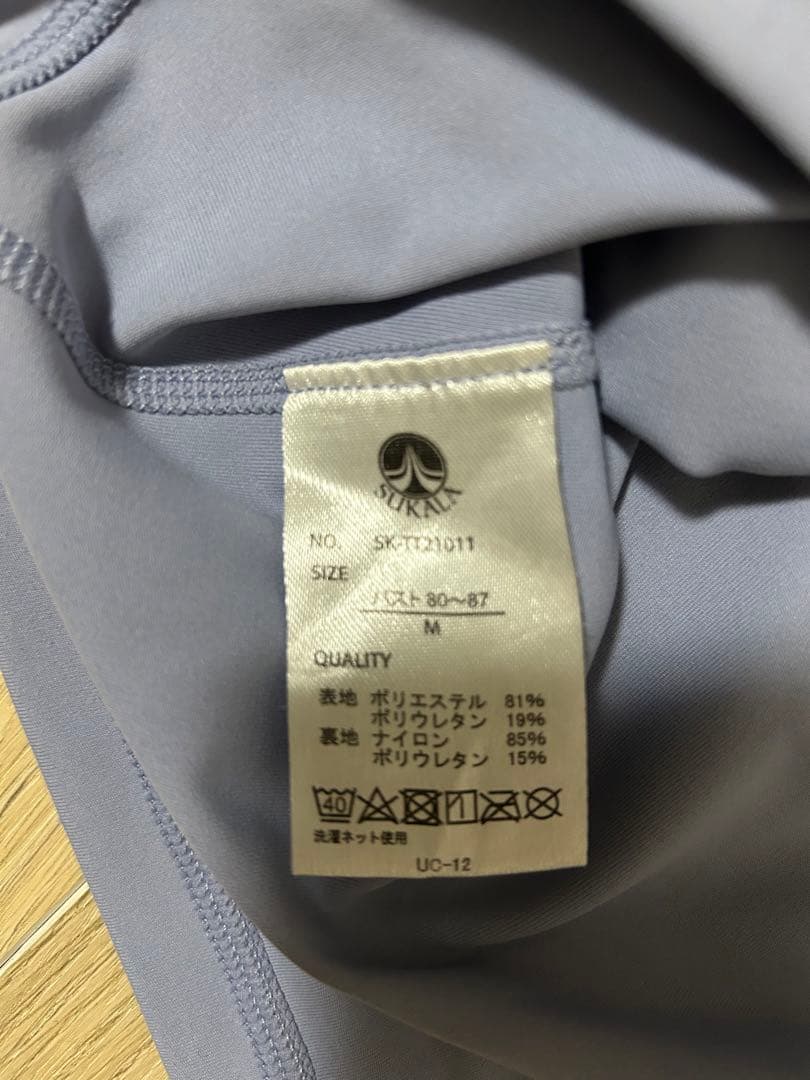 SUKALA
NO. SK-TT21011
SIZE
バスト 80〜87
M
QUALITY
表地 ポリエステル 81%
ポリウレタン 19%
裏地 ナイロン 85%
ポリウレタン 15%
40
洗濯ネット使用
UC-12